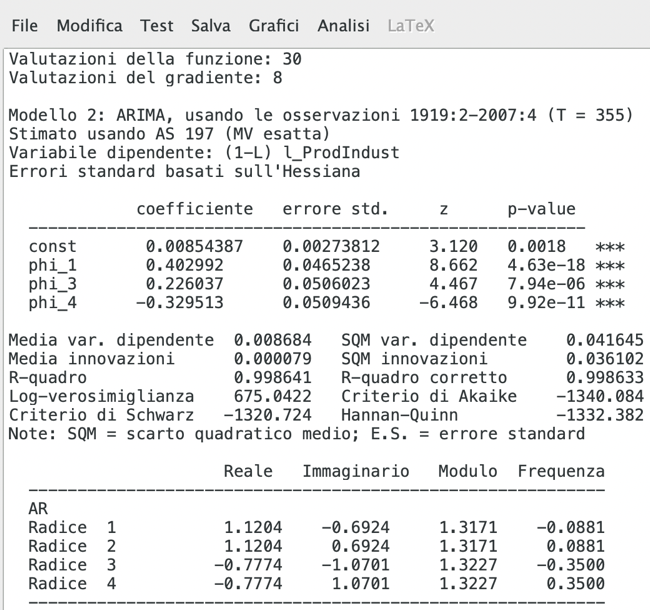 File Modifica Test Salva Grafici Analisi LaTeX
Valutazioni della funzione: 30
Valutazioni del gradiente: 8
Modello 2: ARIMA, usando le osservazioni 1919:2-2007:4 (T = 355)
Stimato usando AS 197 (MV esatta)
Variabile dipendente: (1-L) l_ProdIndust
Errori standard basati sull'Hessiana
coefficiente errore std. z p-value
const 0.00854387 0.00273812 3.120 0.0018 ***
phi_1 0.402992 0.0465238 8.662 4.63e-18 ***
phi_3 0.226037 0.0506023 4.467 7.94e-06 ***
phi_4 -0.329513 0.0509436 -6.468 9.92e-11 ***
Media var. dipendente 0.008684 SQM var. dipendente 0.041645
Media innovazioni 0.000079 SQM innovazioni 0.036102
R-quadro 0.998641 R-quadro corretto 0.998633
Log-verosimiglianza 675.0422 Criterio di Akaike -1340.084
Criterio di Schwarz -1320.724 Hannan-Quinn -1332.382
Note: SQM = scarto quadratico medio; E.S. = errore standard
Reale Immaginario Modulo Frequenza
AR
Radice 1 1.1204 -0.6924 1.3171 -0.0881
Radice 2 1.1204 0.6924 1.3171 0.0881
Radice 3 -0.7774 -1.0701 1.3227 -0.3500
Radice 4 -0.7774 1.0701 1.3227 0.3500